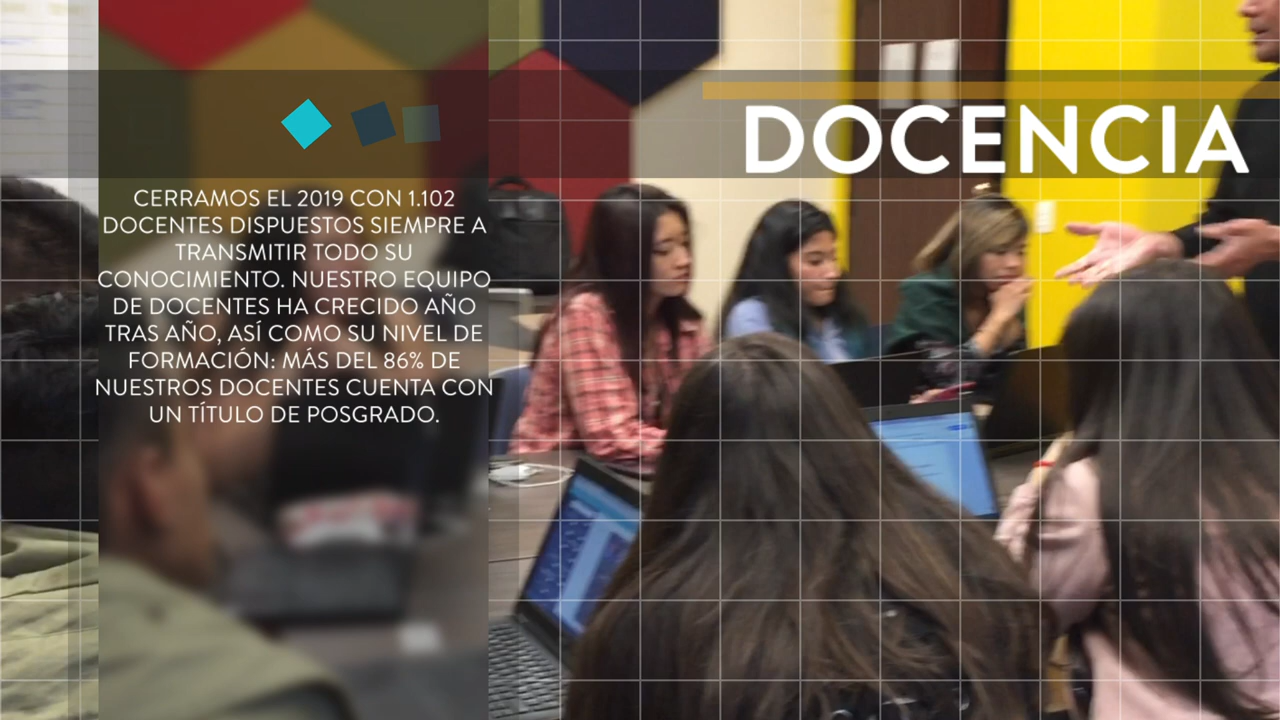 DOCENCIA
CERRAMOS EL 2019 CON 1.102
DOCENTES DISPUESTOS SIEMPRE A
TRANSMITIR TODO SU
CONOCIMIENTO. NUESTRO EQUIPO
DE DOCENTES HA CRECIDO AÑO
TRAS AÑO, ASÍ COMO SU NIVEL DE
FORMACIÓN: MÁS DEL 86% DE
NUESTROS DOCENTES CUENTA CON
UN TÍTULO DE POSGRADO.